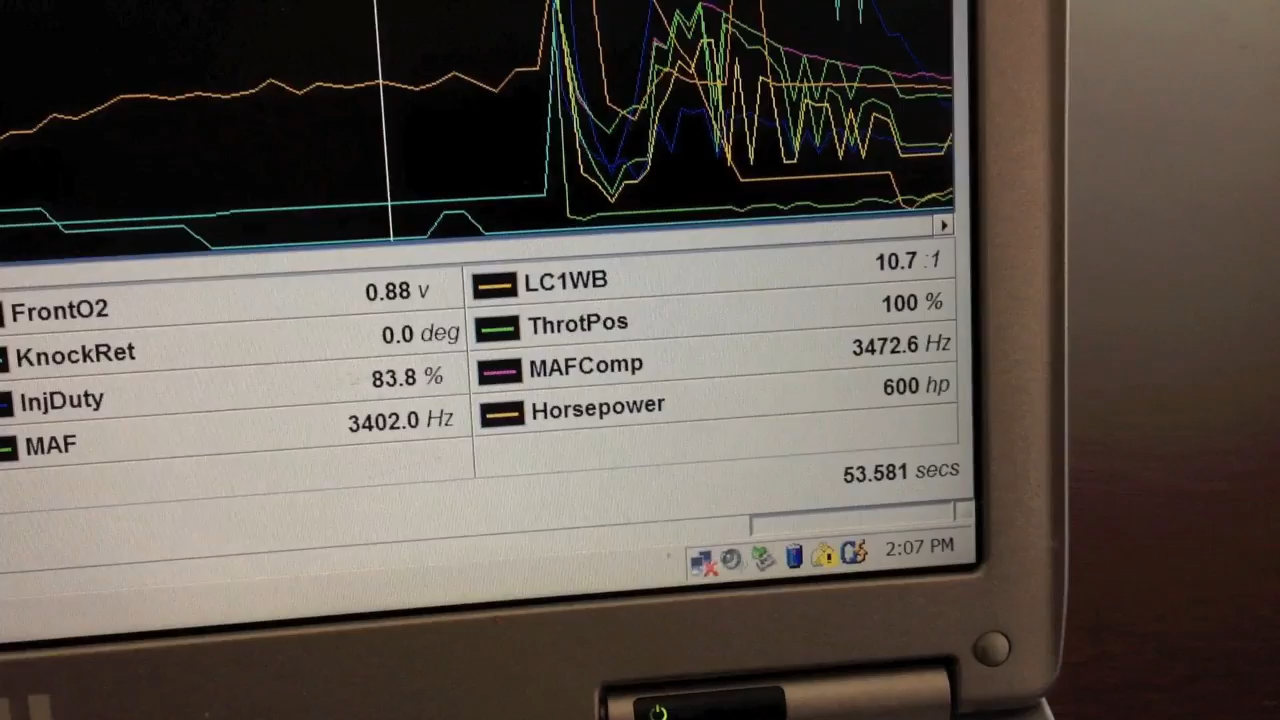 FrontO2 0.88 v
KnockRet 0.0 deg
InjDuty 83.8 %
MAF 3402.0 Hz
LC1WB 10.7 :1
ThrotPos 100 %
MAFComp 3472.6 Hz
Horsepower 600 hp
53.581 secs
2:07 PM